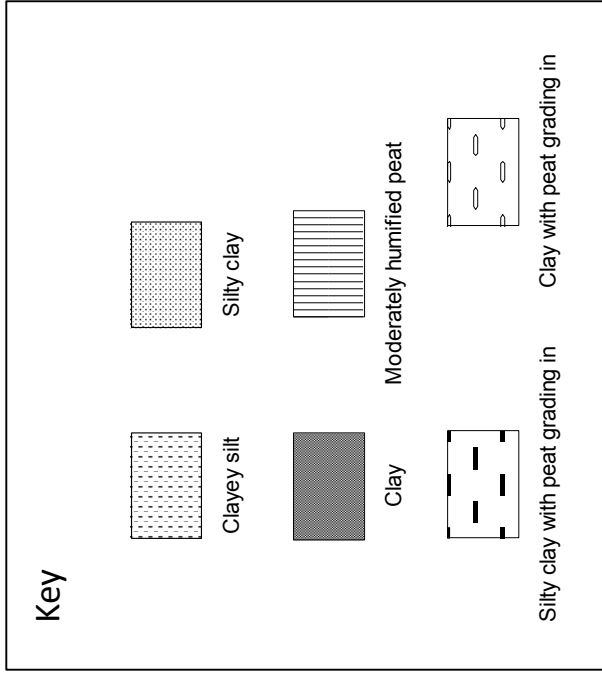 Key
Clayey silt
Silty clay
Clay
Moderately humified peat
Silty clay with peat grading in
Clay with peat grading in